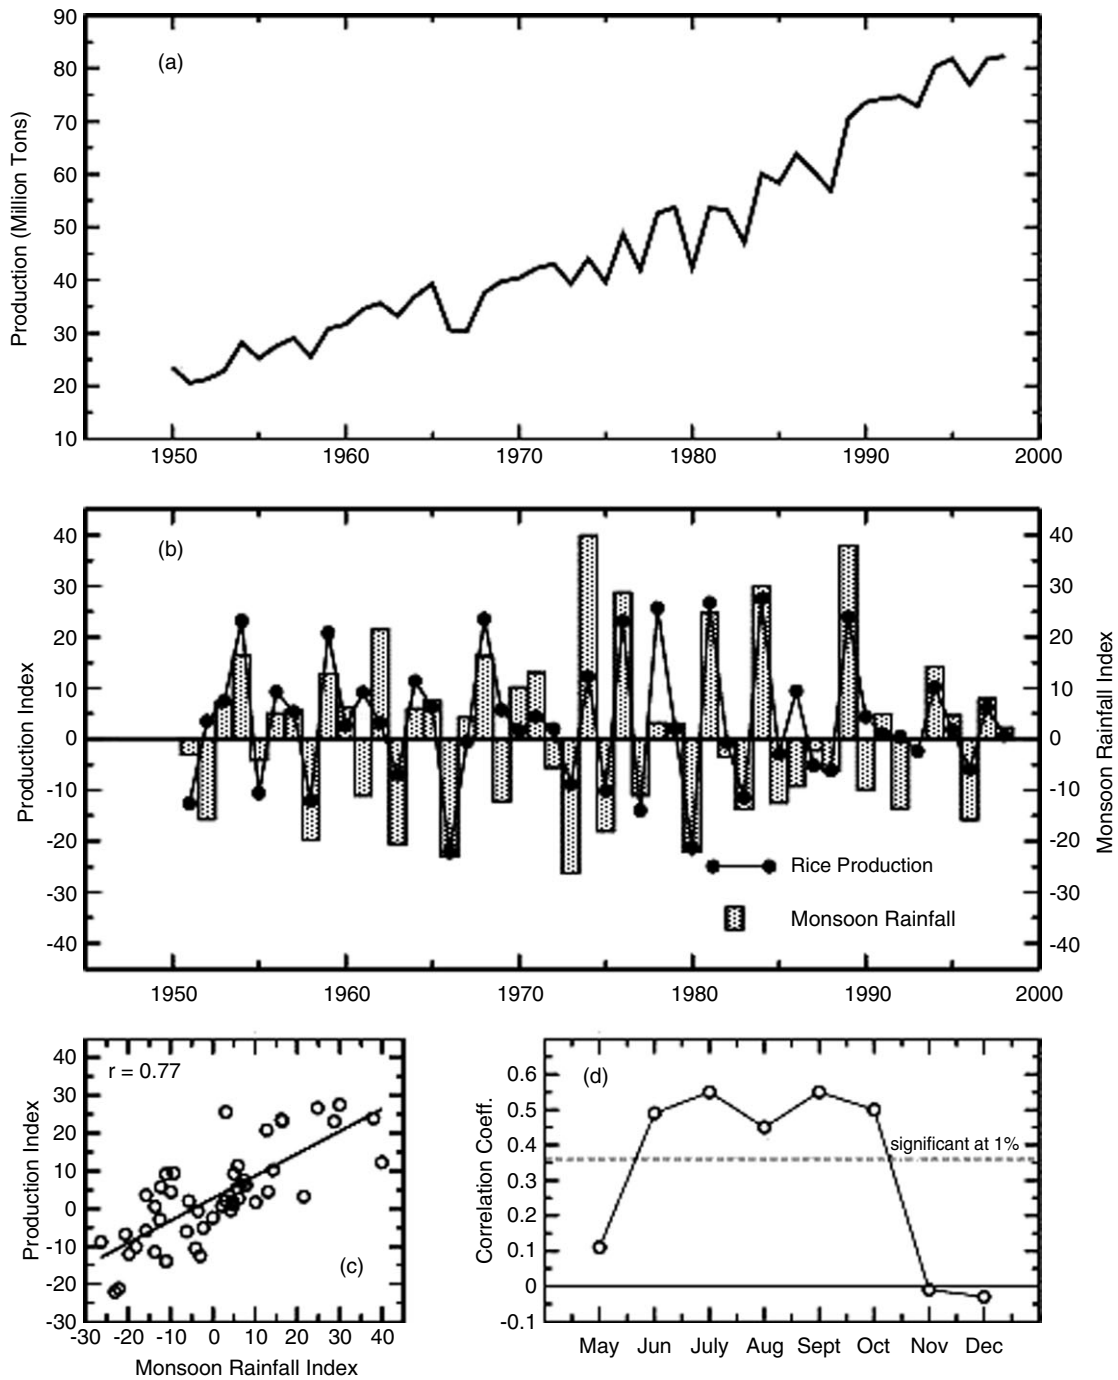 90
80
70
60
50
40
30
20
10
Production (Million Tons)
(a)
1950 1960 1970 1980 1990 2000
40
30
20
10
0
-10
-20
-30
-40
Production Index
(b)
Rice Production
Monsoon Rainfall
40
30
20
10
0
-10
-20
-30
-40
Monsoon Rainfall Index
1950 1960 1970 1980 1990 2000
40
30
20
10
0
-10
-20
-30
Production Index
r = 0.77
(c)
-30 -20 -10 0 10 20 30 40
Monsoon Rainfall Index
0.6
0.5
0.4
0.3
0.2
0.1
0
-0.1
Correlation Coeff.
(d)
significant at 1%
May Jun July Aug Sept Oct Nov Dec